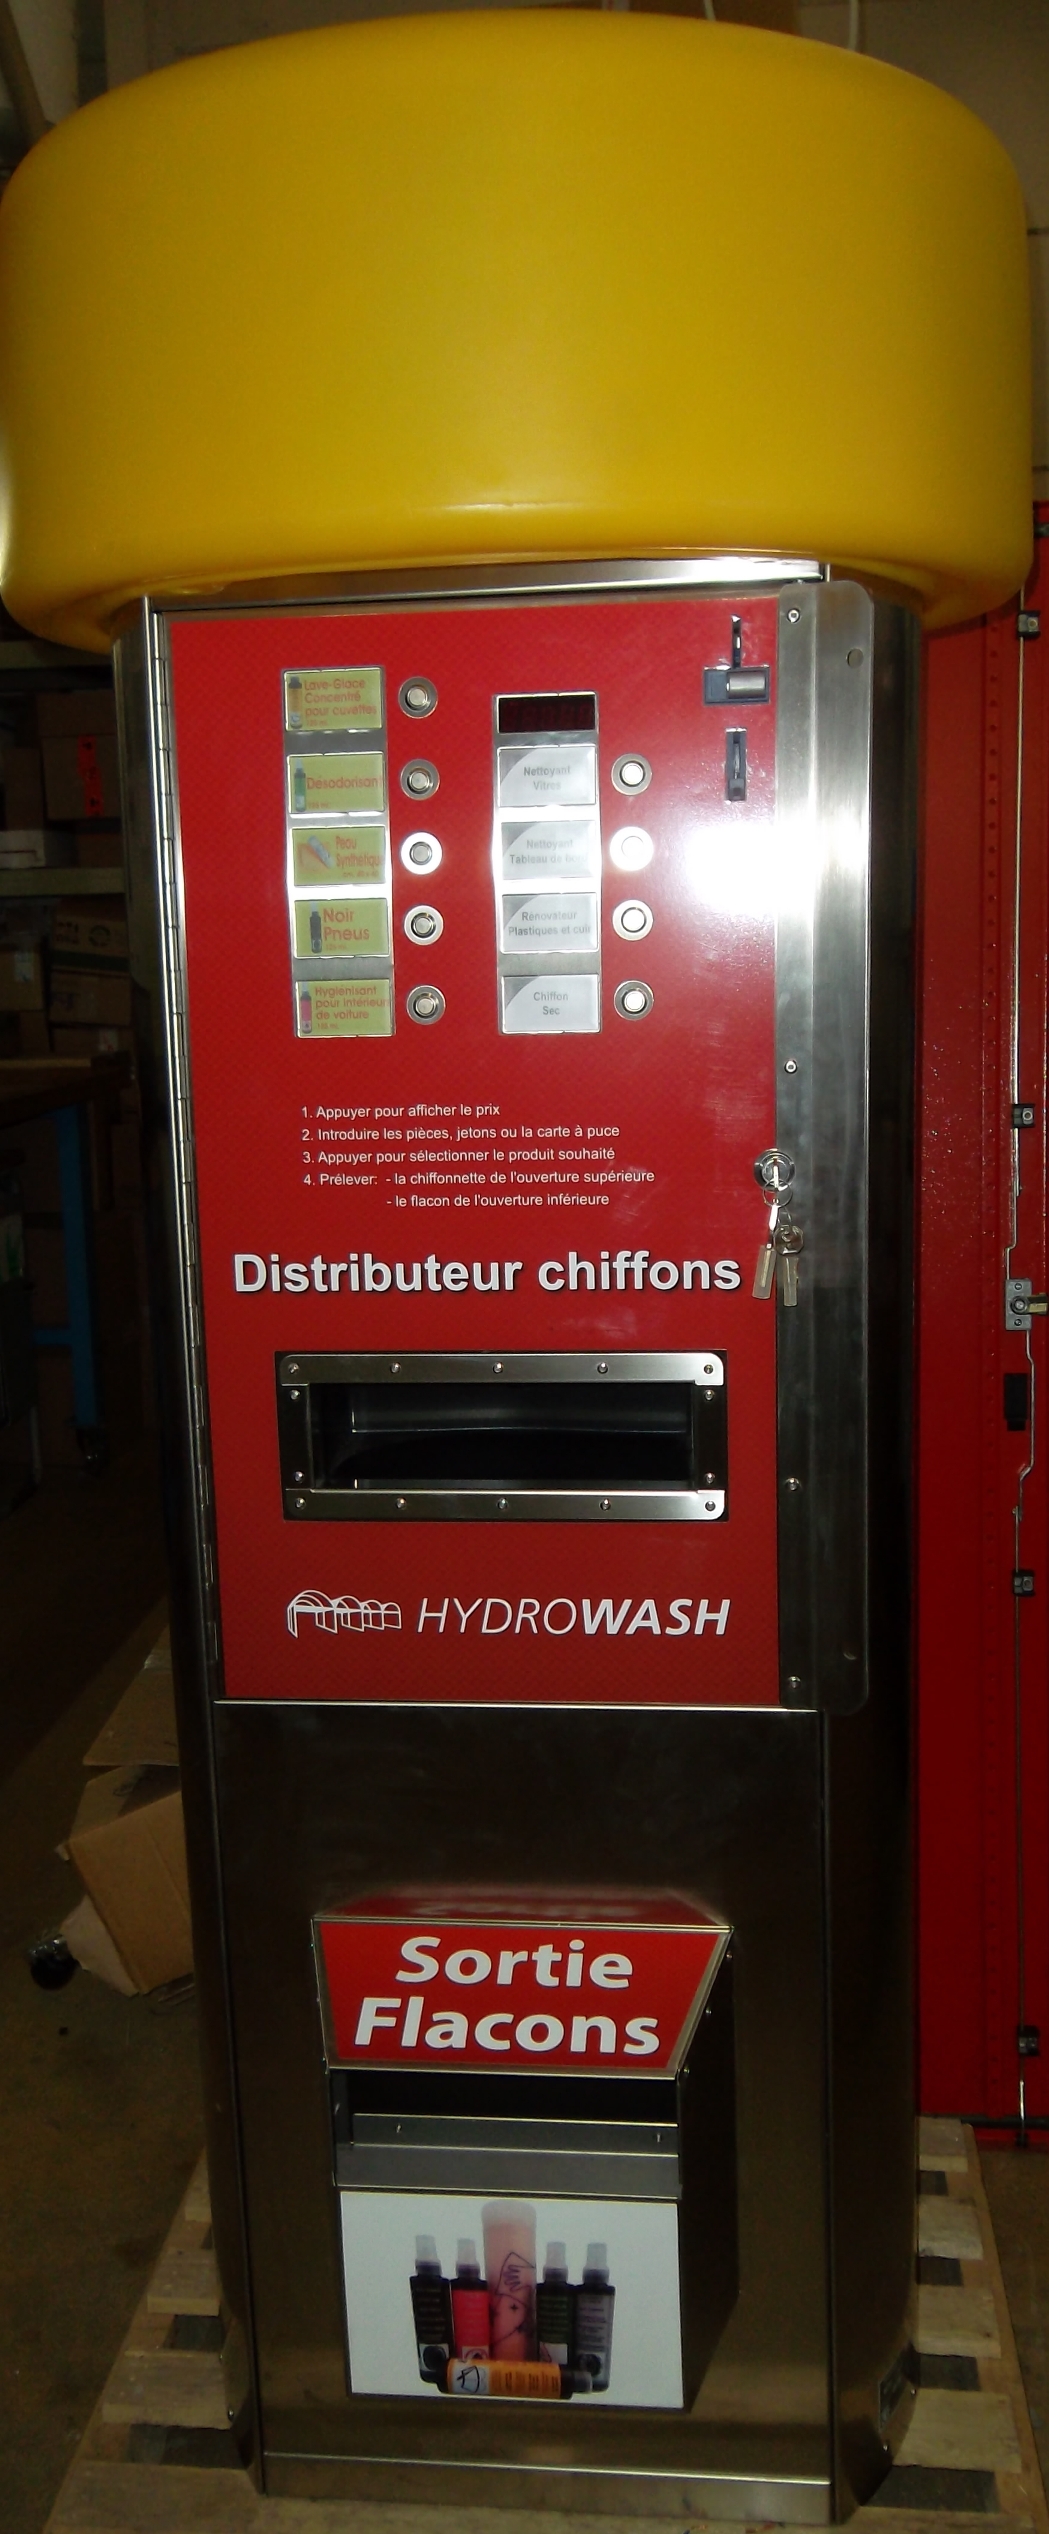 Lave-Glace
Concentré
pour cuvettes
Désodorisant
Peau
Synthétique
Noir
Pneus
Hygiénisant
pour intérieurs
de voiture
Nettoyant
Vitres
Nettoyant
Tableau de
Rénovateur
Plastiques et cuir
Chiffon
Sec
1. Appuyer pour afficher le prix
2. Introduire les pièces, jetons ou la carte à puce
3. Appuyer pour sélectionner le produit souhaité
4. Prélever: - la chiffonnette de l'ouverture supérieure
- le flacon de l'ouverture inférieure
Distributeur chiffons
HYDROWASH
Sortie
Flacons